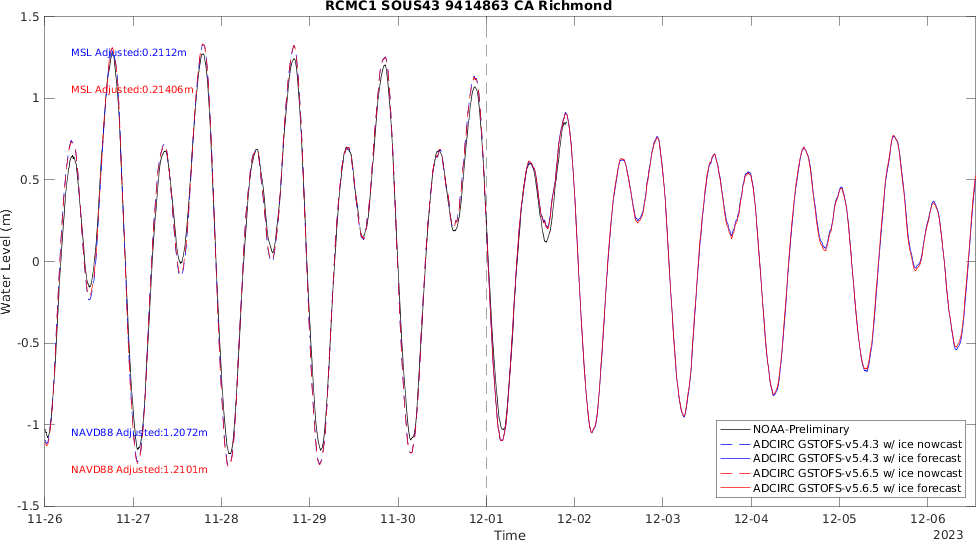 RCMC1 SOUS43 9414863 CA Richmond
1.5
MSL Adjusted:0.2112m
MSL Adjusted:0.21406m
1
0.5
0
-0.5
-1
-1.5
Water Level (m)
NAVD88 Adjusted:1.2072m
NAVD88 Adjusted:1.2101m
NOAA-Preliminary
ADCIRC GSTOFS-v5.4.3 w/ ice nowcast
ADCIRC GSTOFS-v5.4.3 w/ ice forecast
ADCIRC GSTOFS-v5.6.5 w/ ice nowcast
ADCIRC GSTOFS-v5.6.5 w/ ice forecast
11-26 11-27 11-28 11-29 11-30 12-01 12-02 12-03 12-04 12-05 12-06
Time
2023